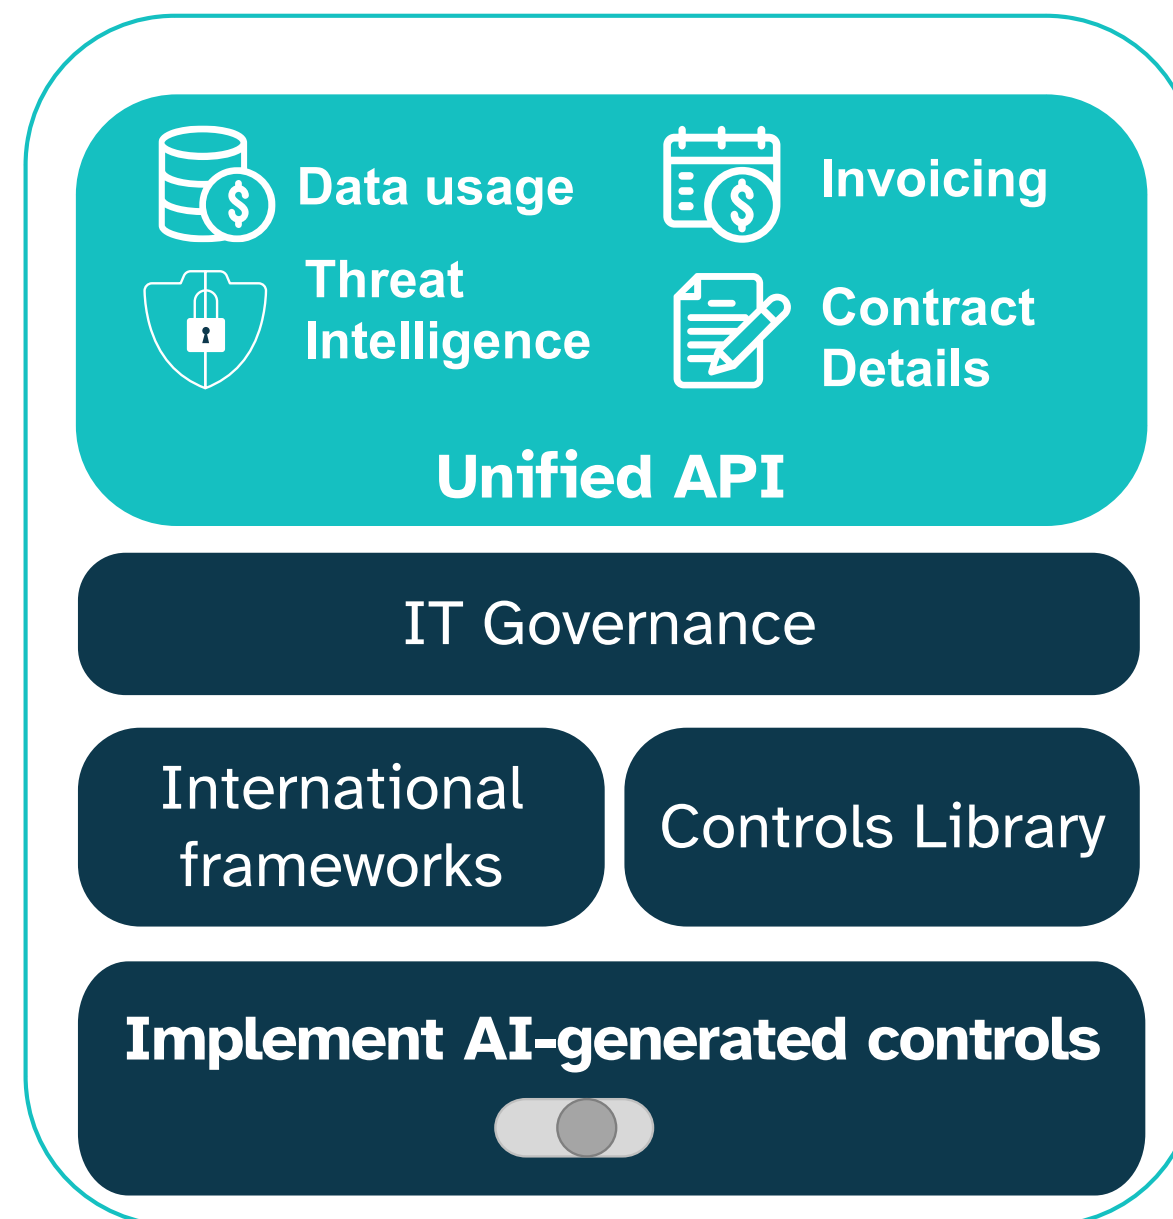 Data usage
Invoicing
Threat
Intelligence
Contract
Details
Unified API
IT Governance
International
frameworks
Controls Library
Implement AI-generated controls